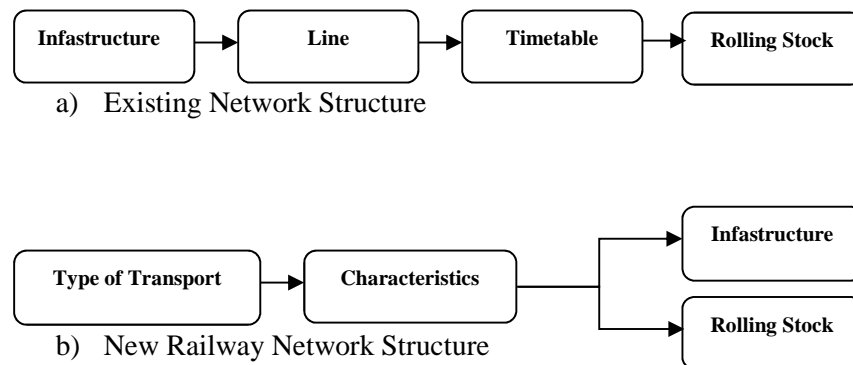 Infastructure
Line
Timetable
Rolling Stock
a) Existing Network Structure
Infastructure
Type of Transport
Characteristics
Rolling Stock
b) New Railway Network Structure